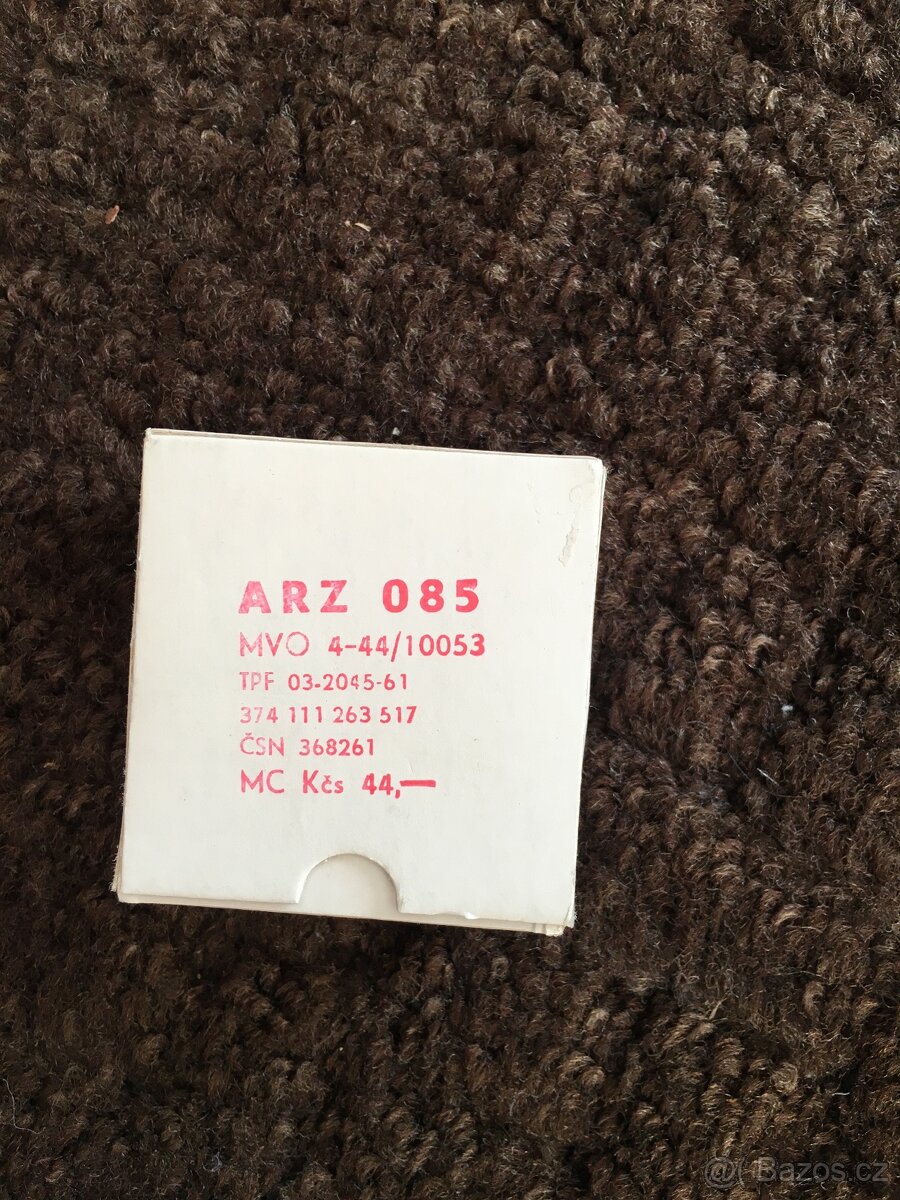 ARZ 085
MVO 4-44/10053
TPF 03-2045-61
374 111 263 517
ČSN 368261
MC Kčs 44,—
@ Bazos.cz